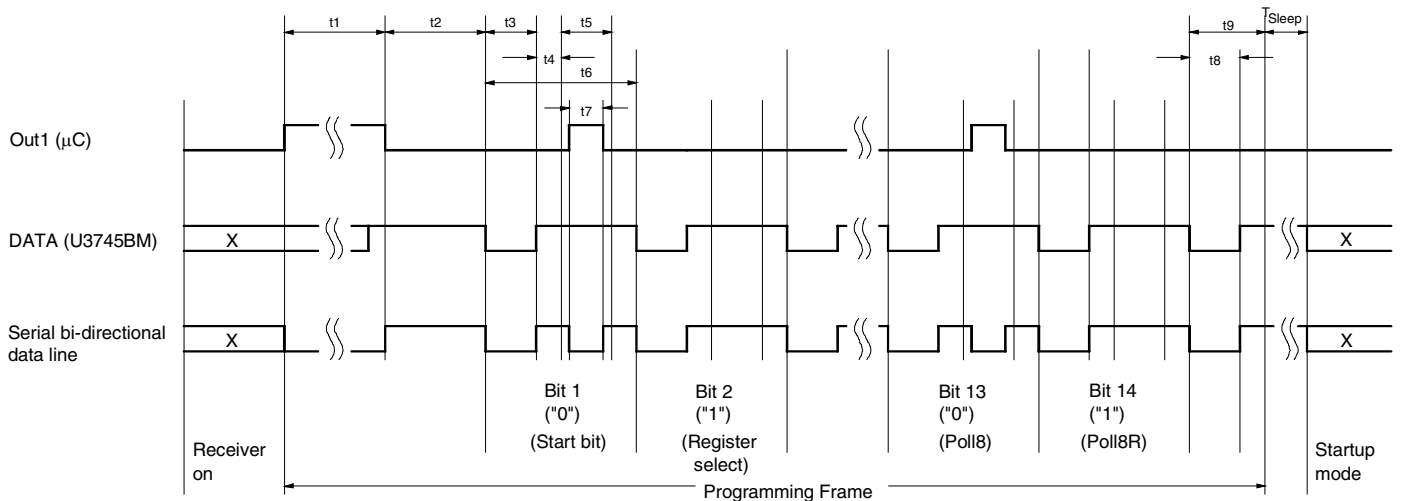 t1
t2
t3
t5
t9
TSleep
t4
t8
t6
t7
Out1 (μC)
DATA (U3745BM)
X
X
Serial bi-directional
data line
X
X
Bit 1
("0")
(Start bit)
Bit 2
("1")
(Register
select)
Bit 13
("0")
(Poll8)
Bit 14
("1")
(Poll8R)
Receiver
on
Startup
mode
Programming Frame